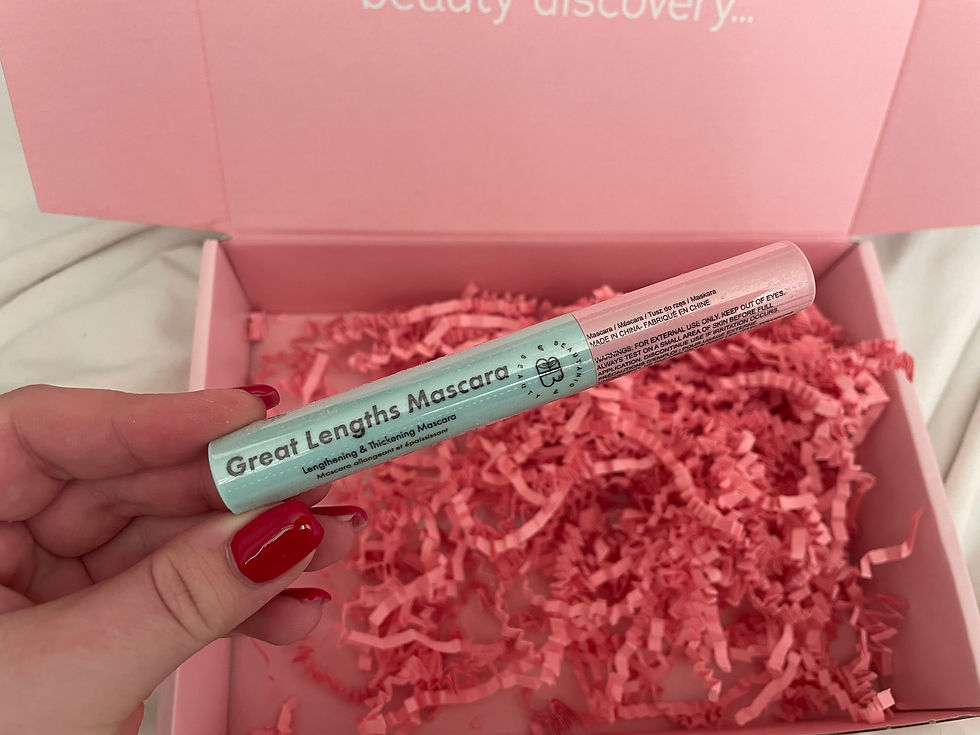 beauty discovery...
Great Lengths Mascara
Lengthening & Thickening Mascara
Mascara allongeant et épaississant
BEAUTANIQ BEAUTY
Mascara / Máscara / Tusz do rzęs / Maskara
MADE IN CHINA- FABRIQUÉ EN CHINE
WARNINGS: FOR EXTERNAL USE ONLY. KEEP OUT OF EYES.
ALWAYS TEST ON A SMALL AREA OF SKIN BEFORE FULL
APPLICATION. DISCONTINUE USE IF IRRITATION OCCURS.